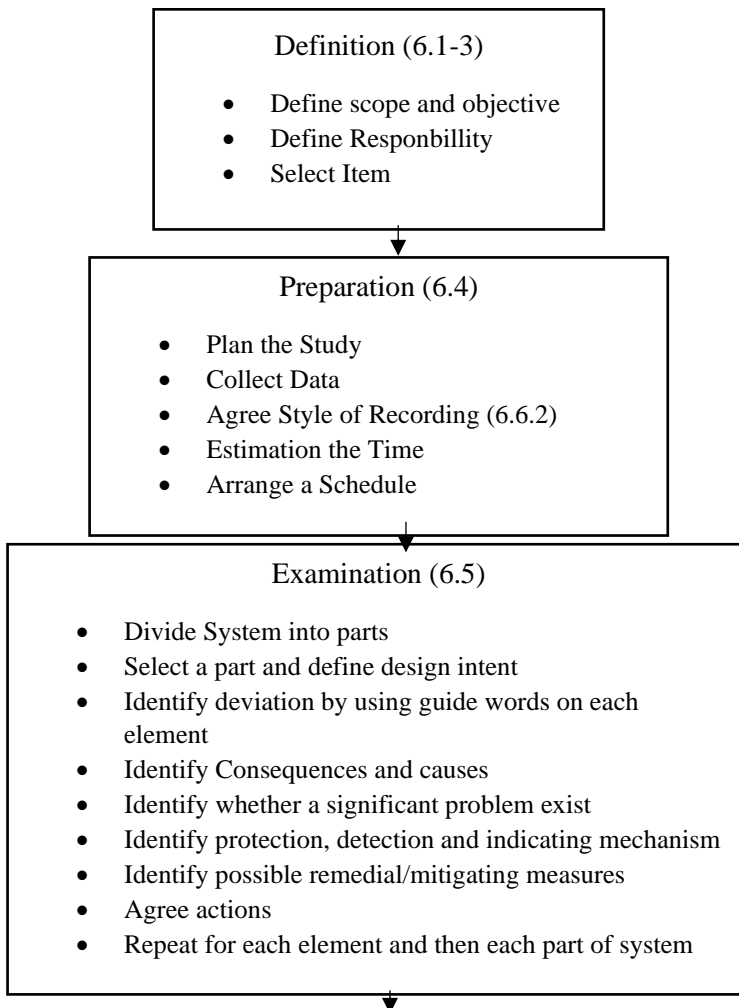 Definition (6.1-3)
• Define scope and objective
• Define Responbillity
• Select Item
Preparation (6.4)
• Plan the Study
• Collect Data
• Agree Style of Recording (6.6.2)
• Estimation the Time
• Arrange a Schedule
Examination (6.5)
• Divide System into parts
• Select a part and define design intent
• Identify deviation by using guide words on each
element
• Identify Consequences and causes
• Identify whether a significant problem exist
• Identify protection, detection and indicating mechanism
• Identify possible remedial/mitigating measures
• Agree actions
• Repeat for each element and then each part of system